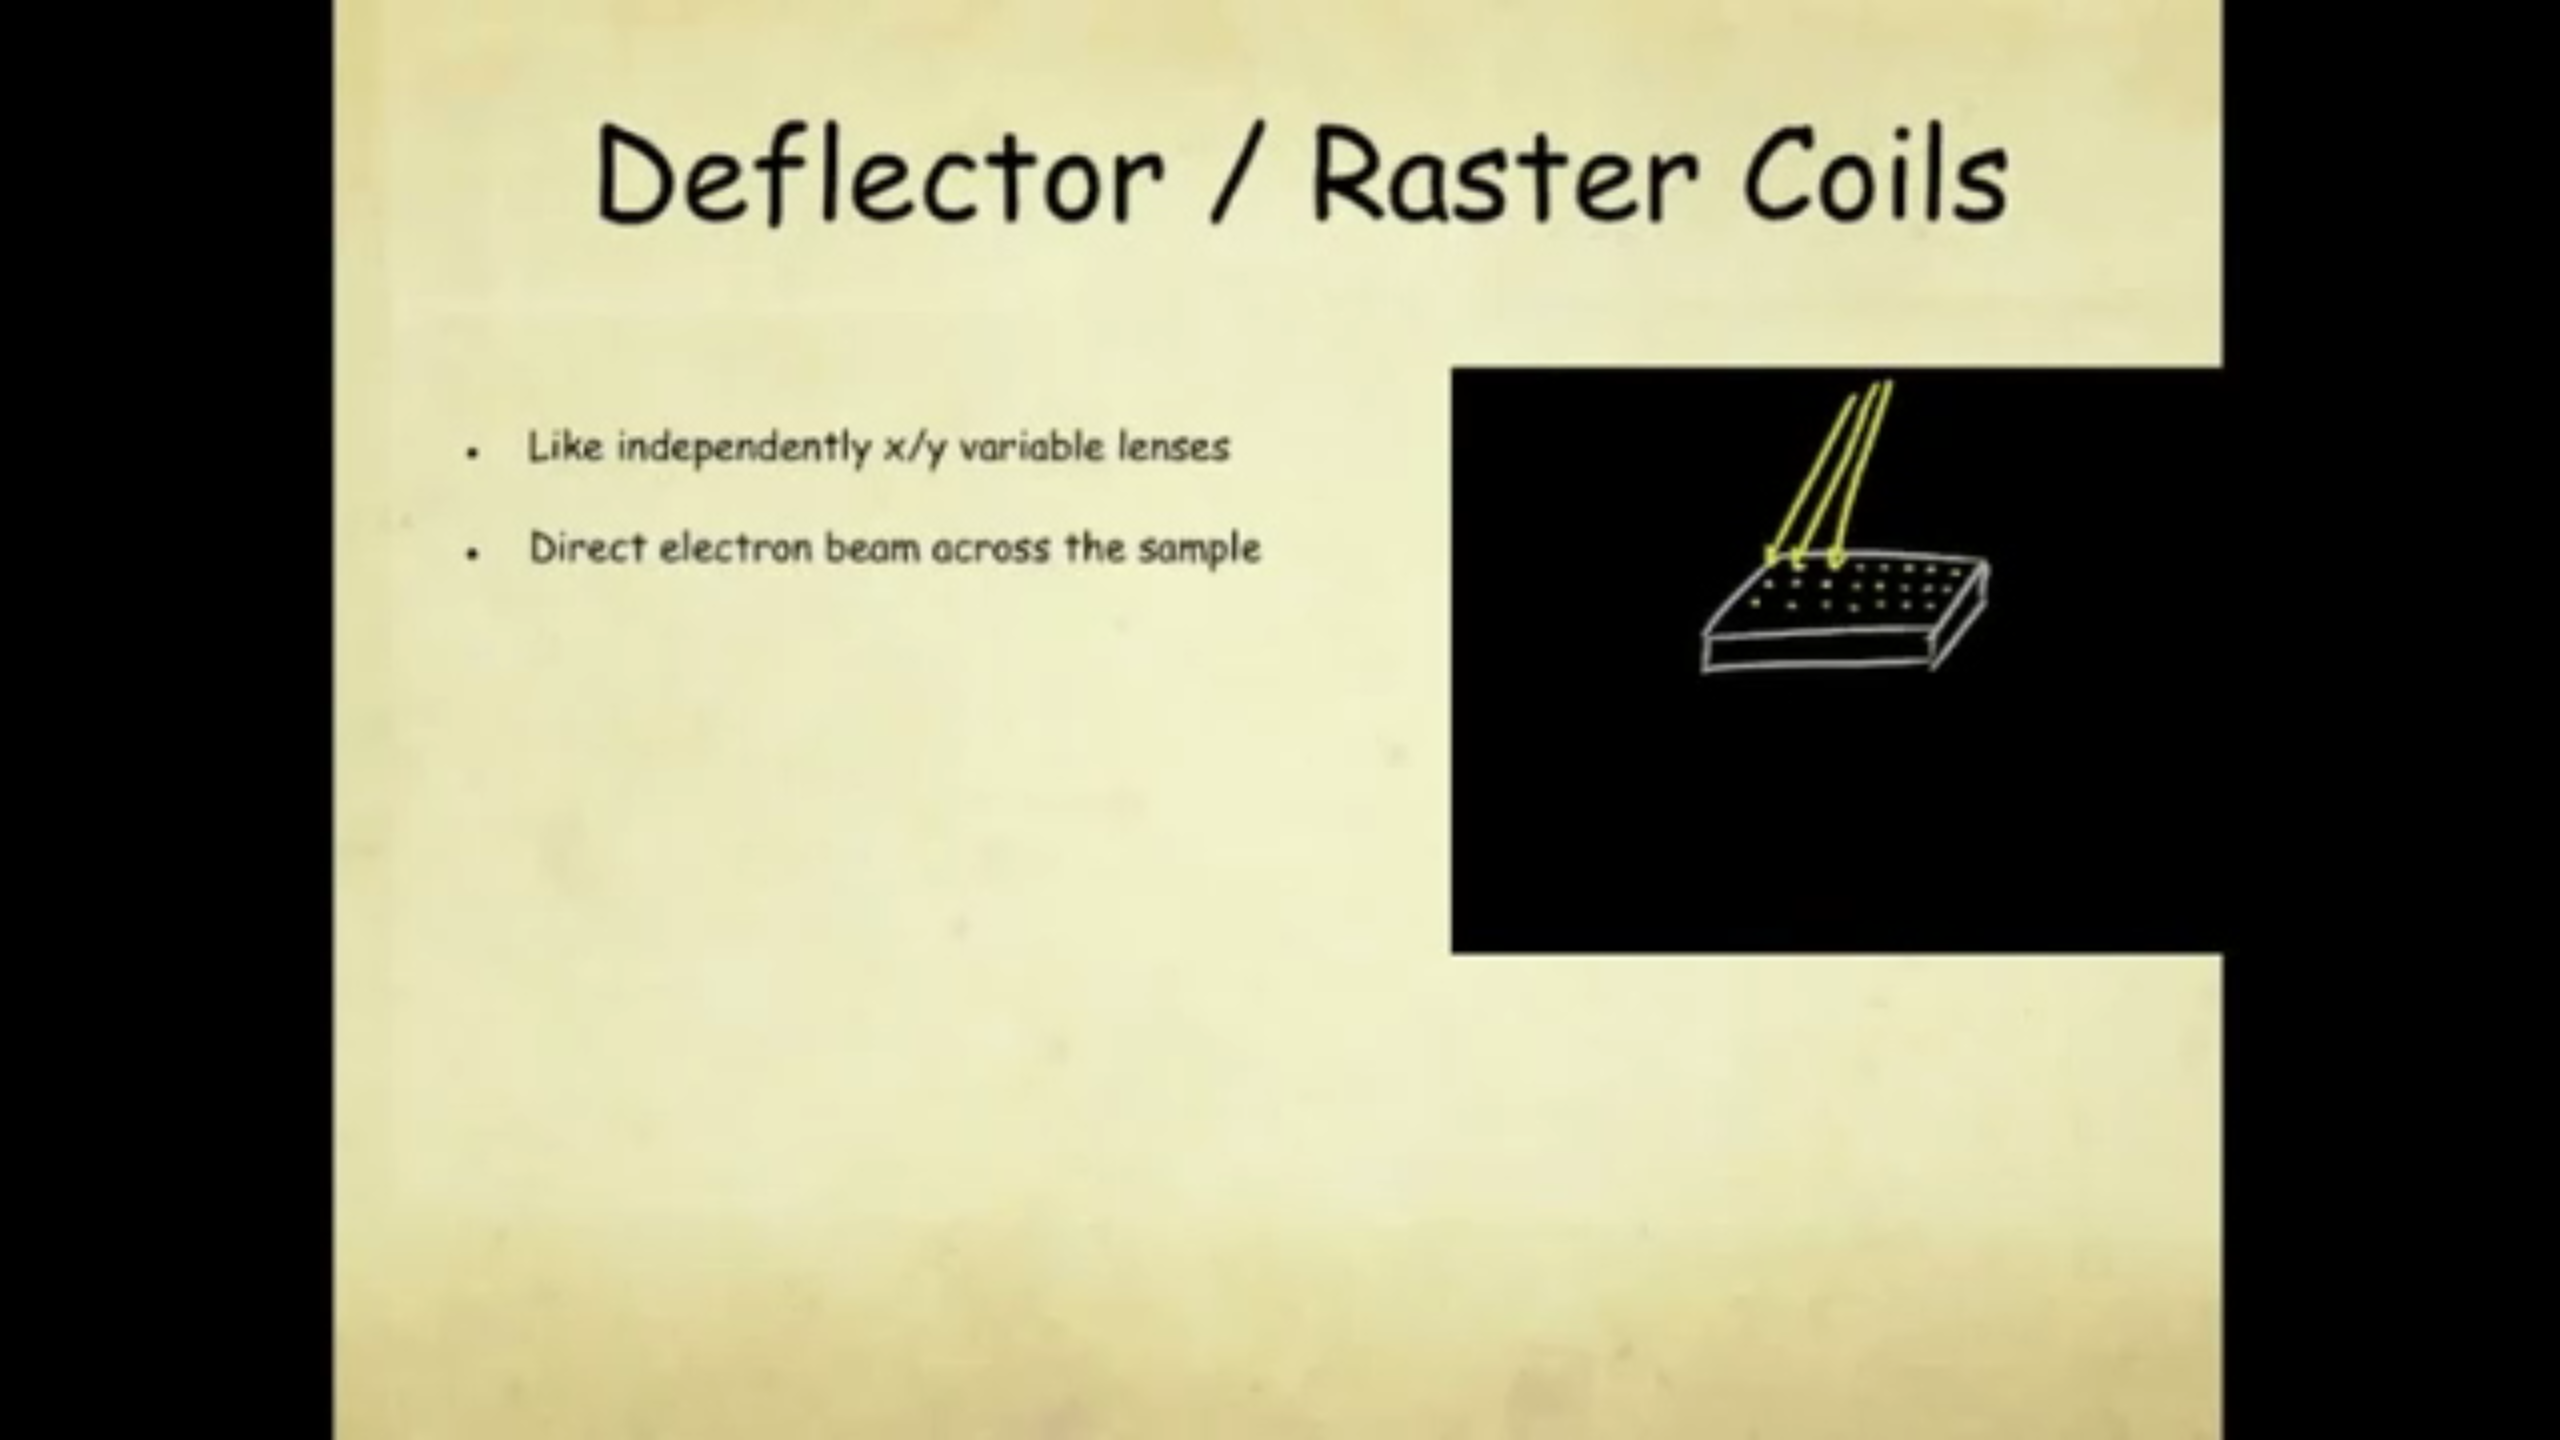 Deflector / Raster Coils
• Like independently x/y variable lenses
• Direct electron beam across the sample